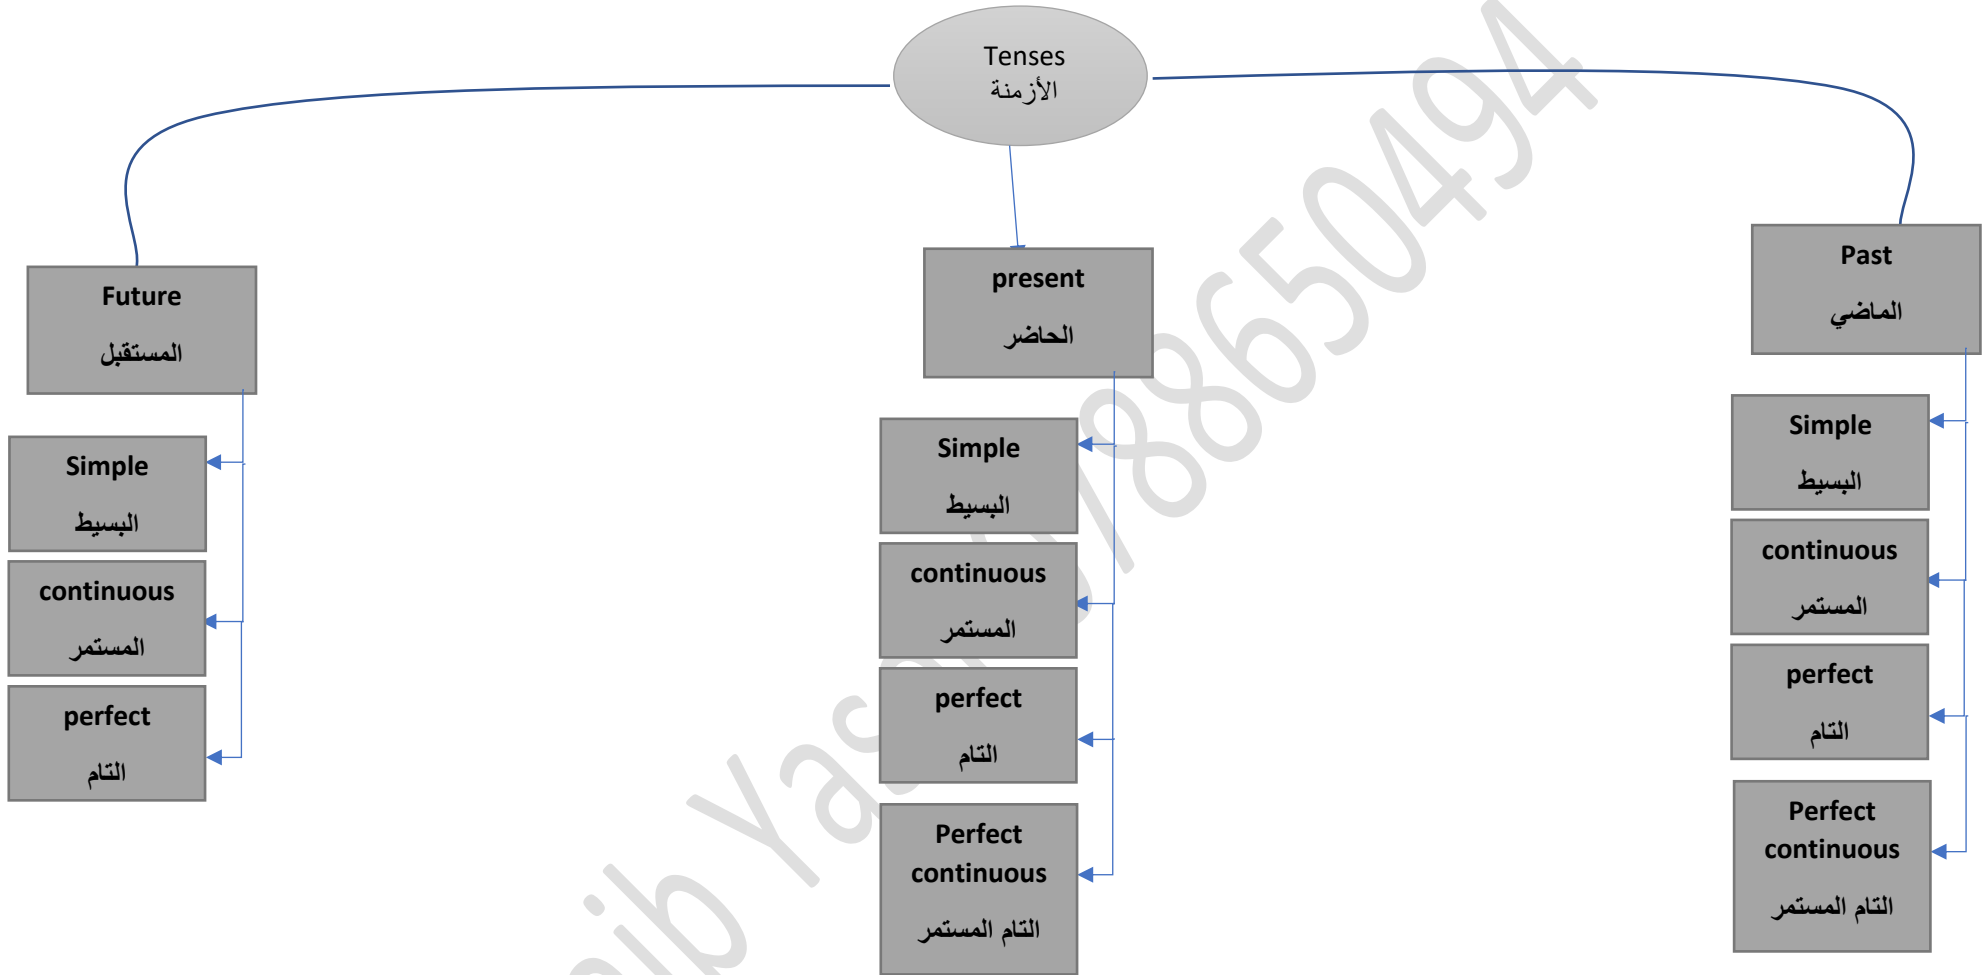 Tenses
الأزمنة
Future
المستقبل
Simple
البسيط
continuous
المستمر
perfect
التام
present
الحاضر
Simple
البسيط
continuous
المستمر
perfect
التام
Perfect
continuous
التام المستمر
Past
الماضي
Simple
البسيط
continuous
المستمر
perfect
التام
Perfect
continuous
التام المستمر